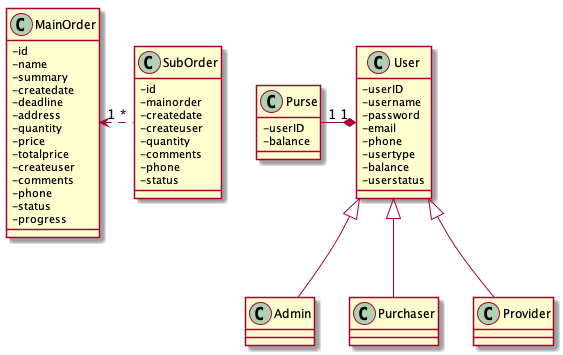 C MainOrder
-id
-name
-summary
-createdate
-deadline
-address
-quantity
-price
-totalprice
-createuser
-comments
-phone
-status
-progress
1 *
C SubOrder
-id
-mainorder
-createdate
-createuser
-quantity
-comments
-phone
-status
C Purse
-userID
-balance
1 1
C User
-userID
-username
-password
-email
-phone
-usertype
-balance
-userstatus
C Admin
C Purchaser
C Provider